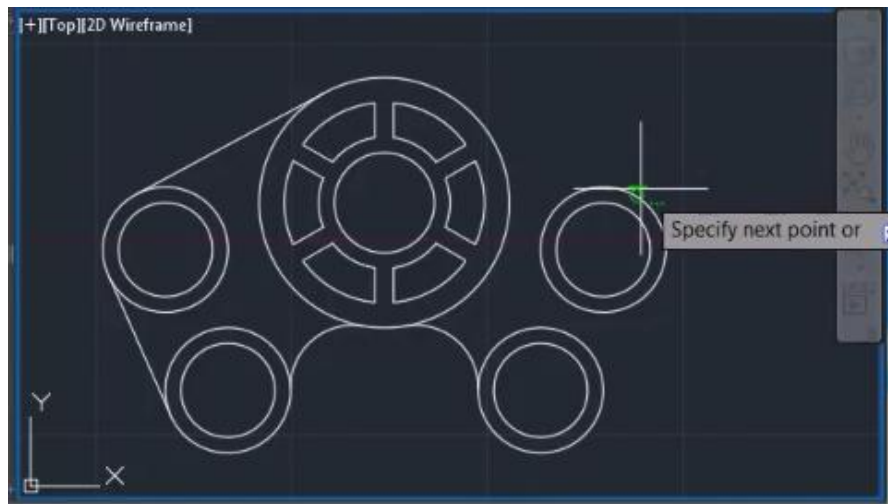 [+][Top][2D Wireframe]
Specify next point or
Y
X